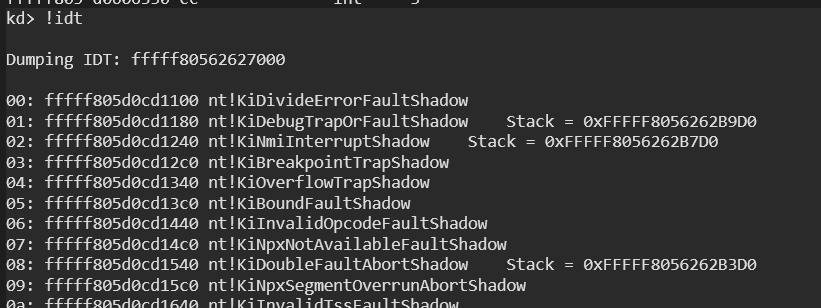 kd> !idt
Dumping IDT: fffff80562627000
00: fffff805d0cd1100 nt!KiDivideErrorFaultShadow
01: fffff805d0cd1180 nt!KiDebugTrapOrFaultShadow    Stack = 0xFFFFF8056262B9D0
02: fffff805d0cd1240 nt!KiNmiInterruptShadow    Stack = 0xFFFFF8056262B7D0
03: fffff805d0cd12c0 nt!KiBreakpointTrapShadow
04: fffff805d0cd1340 nt!KiOverflowTrapShadow
05: fffff805d0cd13c0 nt!KiBoundFaultShadow
06: fffff805d0cd1440 nt!KiInvalidOpcodeFaultShadow
07: fffff805d0cd14c0 nt!KiNpxNotAvailableFaultShadow
08: fffff805d0cd1540 nt!KiDoubleFaultAbortShadow    Stack = 0xFFFFF8056262B3D0
09: fffff805d0cd15c0 nt!KiNpxSegmentOverrunAbortShadow
0a: fffff805d0cd1640 nt!KiInvalidTssFaultShadow